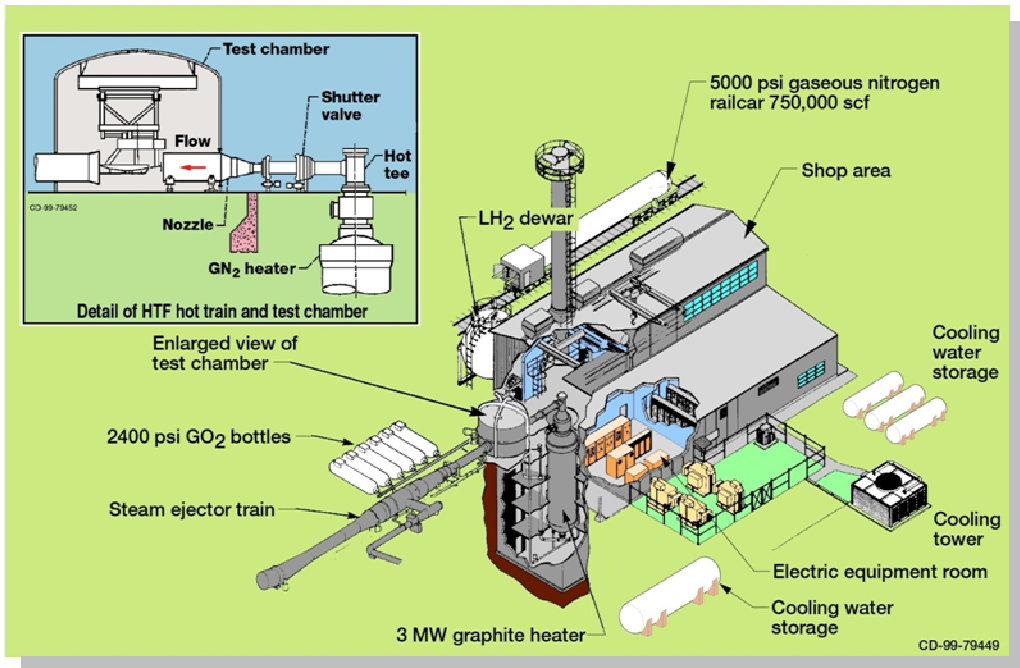 Test chamber
Shutter
valve
Flow
Hot
tee
CD-99-79452
Nozzle
GN₂ heater
Detail of HTF hot train and test chamber
5000 psi gaseous nitrogen
railcar 750,000 scf
Shop area
LH₂ dewar
Enlarged view of
test chamber
Cooling
water
storage
2400 psi GO₂ bottles
Steam ejector train
Cooling
tower
Electric equipment room
Cooling water
storage
3 MW graphite heater
CD-99-79449